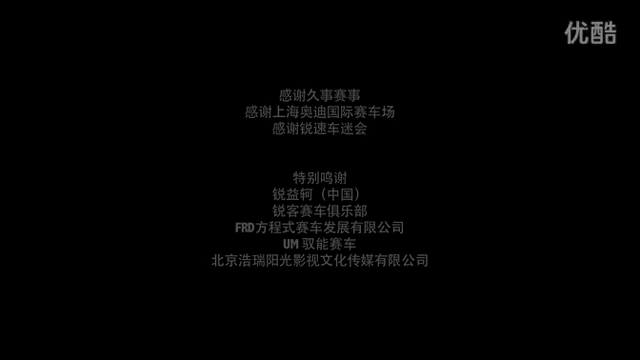 优酷
感谢久事赛事
感谢上海奥迪国际赛车场
感谢锐速车迷会
特别鸣谢
锐益轲（中国）
锐客赛车俱乐部
FRD方程式赛车发展有限公司
UM 驭能赛车
北京浩瑞阳光影视文化传媒有限公司